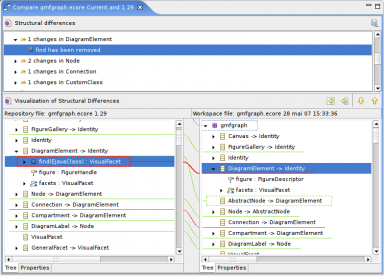 Compare gmfgraph.ecore Current and 1.29
Structural differences
1 changes in DiagramElement
find has been removed
2 changes in Node
1 changes in Connection
1 changes in CustomClass
Visualization of Structural Differences
Repository file: gmfgraph.ecore 1.29
Workspace file: gmfgraph.ecore 28 mai 07 15:33:36
FigureGallery -> Identity
Identity
DiagramElement -> Identity
find(EJavaClass) : VisualFacet
figure : FigureHandle
facets : VisualFacet
Node -> DiagramElement
Connection -> DiagramElement
Compartment -> DiagramElement
DiagramLabel -> Node
VisualFacet
GeneralFacet -> VisualFacet
Tree Properties
gmfgraph
Canvas -> Identity
FigureGallery -> Identity
Identity
DiagramElement -> Identity
figure : FigureDescriptor
facets : VisualFacet
AbstractNode -> DiagramElement
Node -> AbstractNode
Connection -> DiagramElement
Compartment -> DiagramElement
DiagramLabel -> Node
VisualFacet
Tree Properties